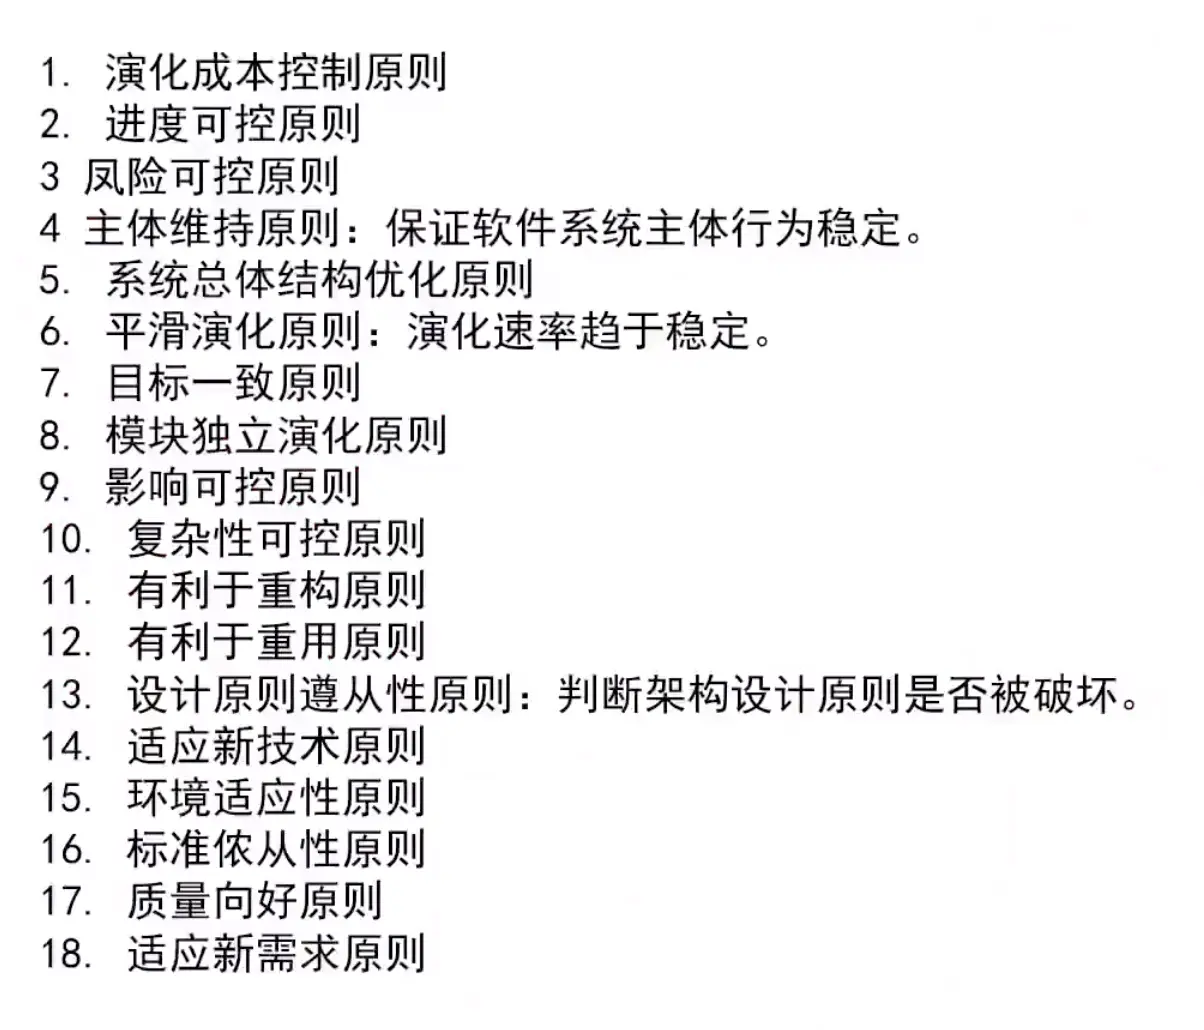 1. 演化成本控制原则
2. 进度可控原则
3 凤险可控原则
4 主体维持原则：保证软件系统主体行为稳定。
5. 系统总体结构优化原则
6. 平滑演化原则：演化速率趋于稳定。
7. 目标一致原则
8. 模块独立演化原则
9. 影响可控原则
10. 复杂性可控原则
11. 有利于重构原则
12. 有利于重用原则
13. 设计原则遵从性原则：判断架构设计原则是否被破坏。
14. 适应新技术原则
15. 环境适应性原则
16. 标准侬从性原则
17. 质量向好原则
18. 适应新需求原则